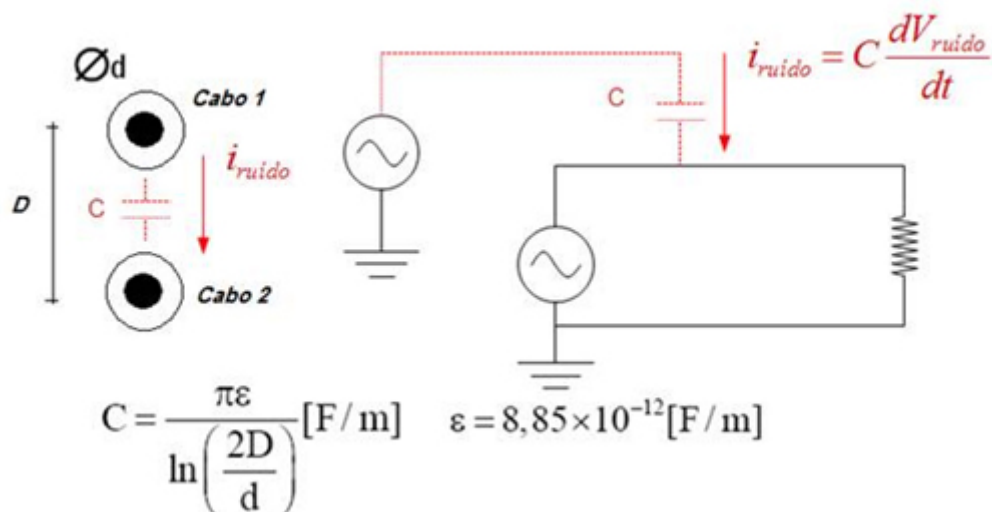 Ød
Cabo 1
D
C
i_ruído
Cabo 2
C
i_ruído = C dV_ruído/dt
C = πε / ln(2D/d) [F/m]
ε = 8,85×10⁻¹² [F/m]